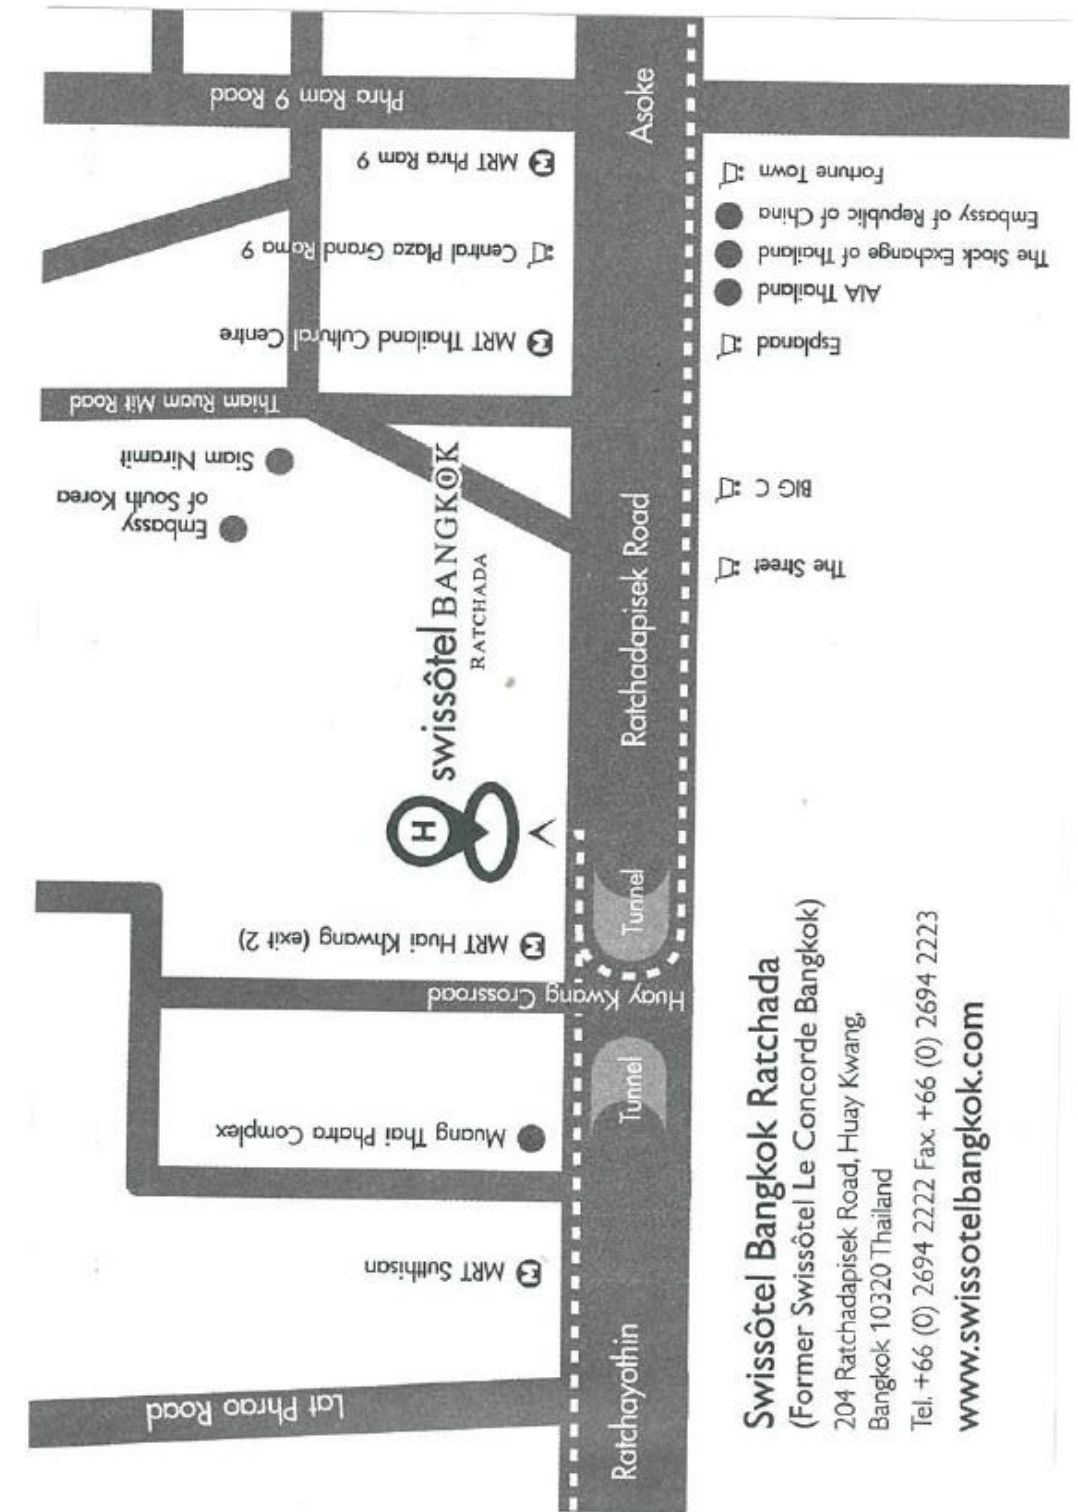 Phra Ram 9 Road
Asoke
MRT Phra Ram 9
Central Plaza Grand Rama 9
MRT Thailand Cultural Centre
Thiam Ruam Mit Road
Siam Niramit
Embassy
of South Korea
Fortune Town
Embassy of Republic of China
The Stock Exchange of Thailand
AIA Thailand
Esplanad
BIG C
The Street
Ratchadapisek Road
swissôtel BANGKOK
RATCHADA
H
Tunnel
MRT Huai Khwang (exit 2)
Huay Kwang Crossroad
Tunnel
Muang Thai Phatra Complex
MRT Sutthisan
Ratchayothin
Lat Phrao Road
Swissôtel Bangkok Ratchada
(Former Swissôtel Le Concorde Bangkok)
204 Ratchadapisek Road, Huay Kwang,
Bangkok 10320 Thailand
Tel. +66 (0) 2694 2222 Fax. +66 (0) 2694 2223
www.swissotelbangkok.com